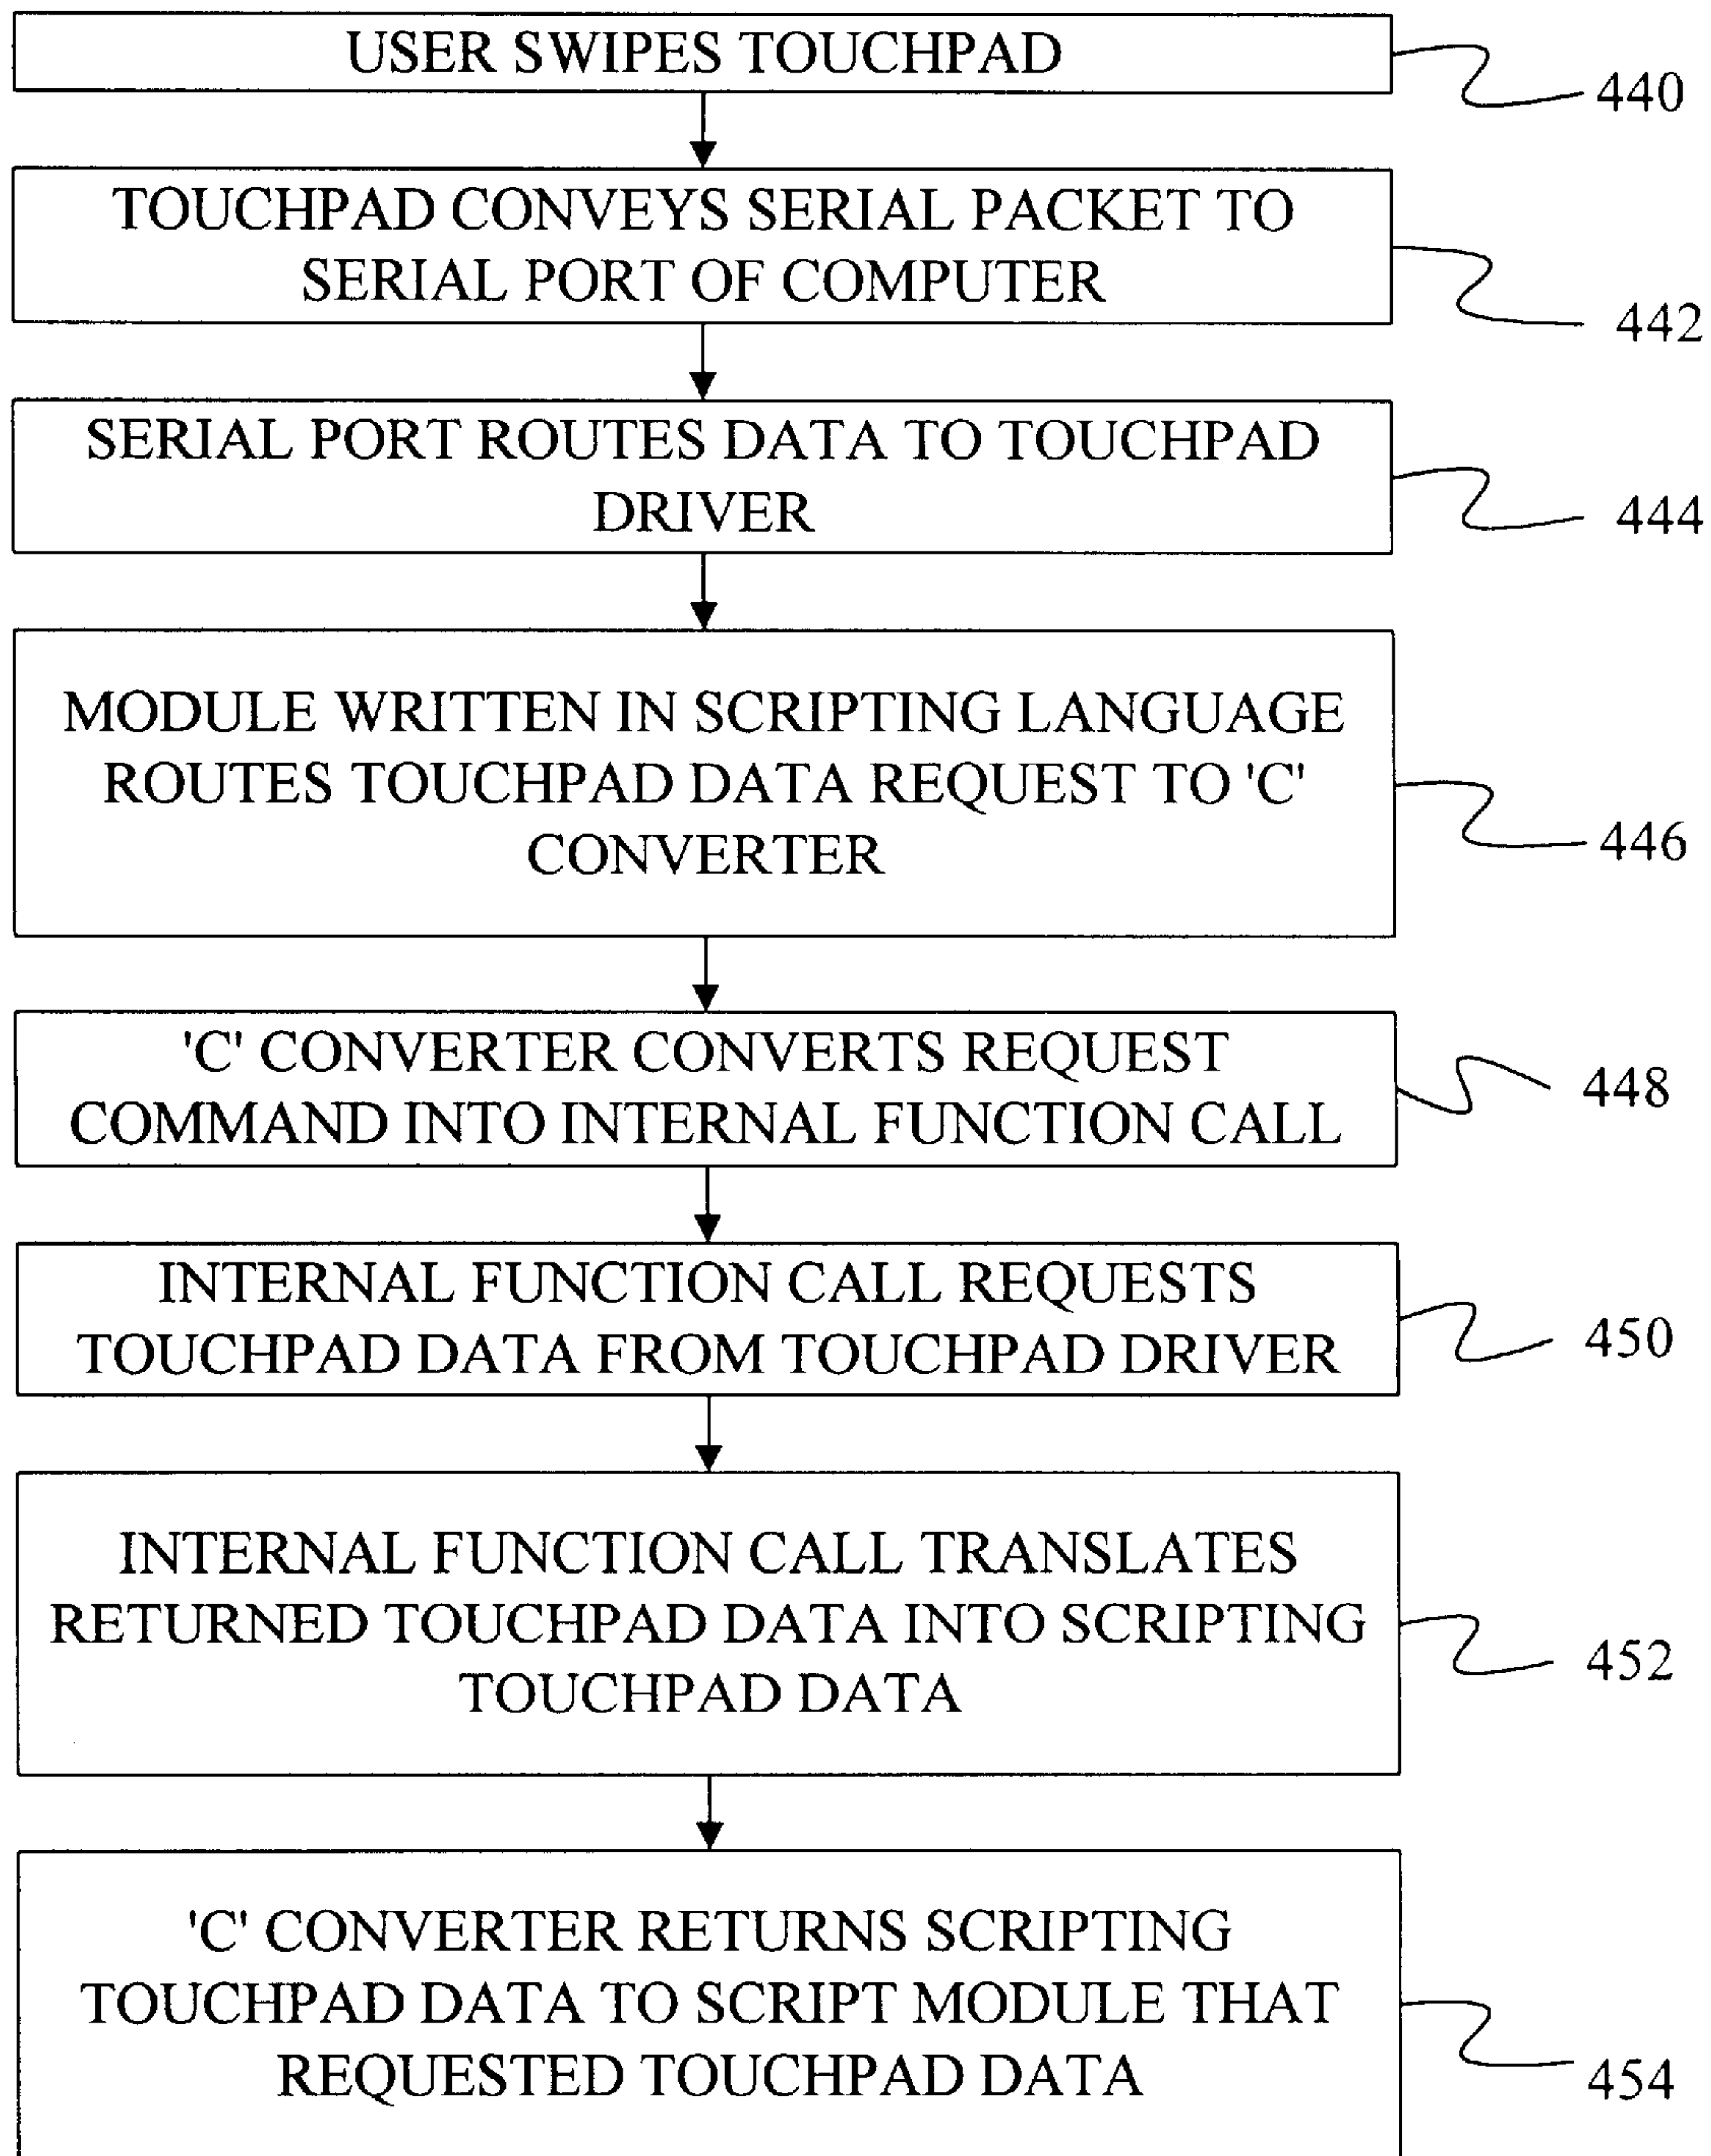 USER SWIPES TOUCHPAD
440
TOUCHPAD CONVEYS SERIAL PACKET TO
SERIAL PORT OF COMPUTER
442
SERIAL PORT ROUTES DATA TO TOUCHPAD
DRIVER
444
MODULE WRITTEN IN SCRIPTING LANGUAGE
ROUTES TOUCHPAD DATA REQUEST TO 'C'
CONVERTER
446
'C' CONVERTER CONVERTS REQUEST
COMMAND INTO INTERNAL FUNCTION CALL
448
INTERNAL FUNCTION CALL REQUESTS
TOUCHPAD DATA FROM TOUCHPAD DRIVER
450
INTERNAL FUNCTION CALL TRANSLATES
RETURNED TOUCHPAD DATA INTO SCRIPTING
TOUCHPAD DATA
452
'C' CONVERTER RETURNS SCRIPTING
TOUCHPAD DATA TO SCRIPT MODULE THAT
REQUESTED TOUCHPAD DATA
454